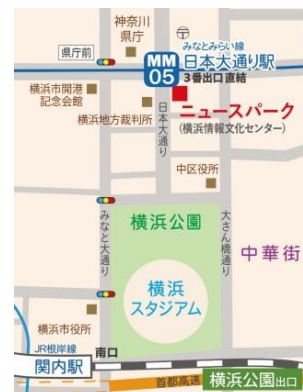 神奈川
県庁
みなとみらい線
県庁前
MM
05
日本大通り駅
3番出口直結
横浜市開港
記念会館
横浜地方裁判所
日本大通り
ニュースパーク
(横浜情報文化センター)
中区役所
みなと大通り
横浜公園
大さん橋通り
中華街
横浜
スタジアム
横浜市役所
JR根岸線
南口
関内駅
首都高速
横浜公園出口